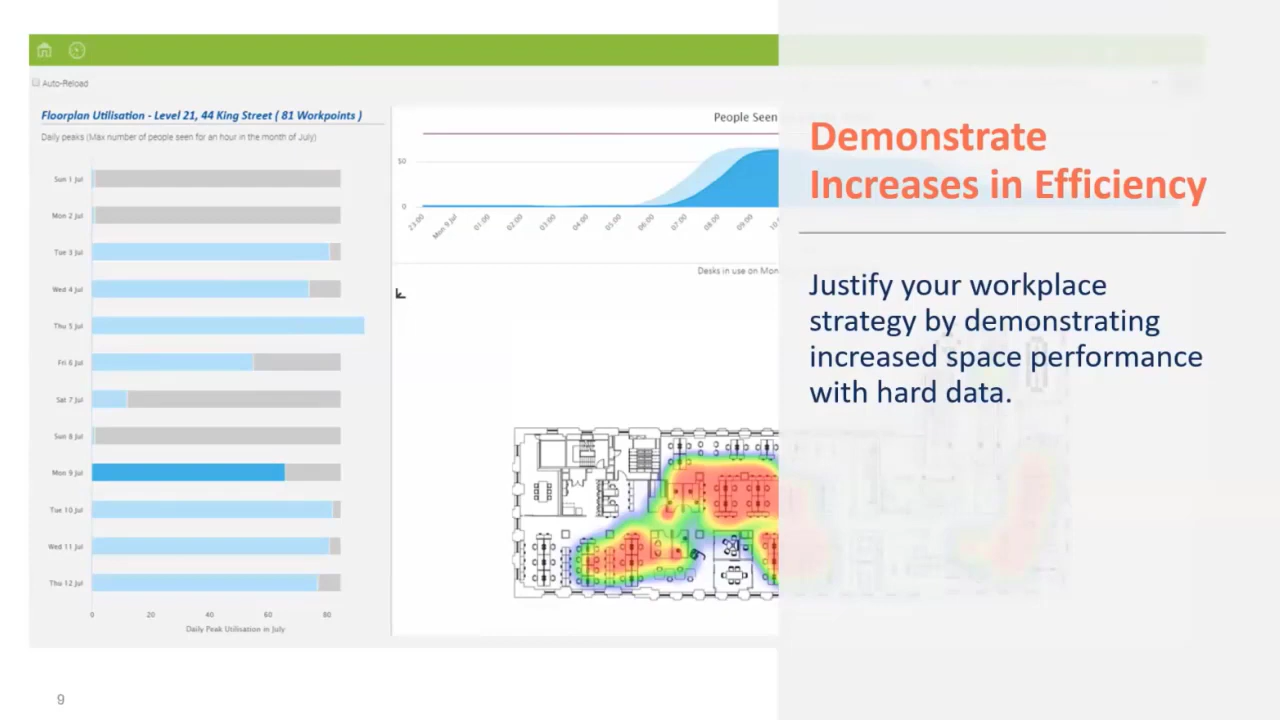 Auto-Reload
Floorplan Utilisation - Level 21, 44 King Street ( 81 Workpoints )
Daily peaks (Max number of people seen for an hour in the month of July)
Sun 1 Jul
Mon 2 Jul
Tue 3 Jul
Wed 4 Jul
Thu 5 Jul
Fri 6 Jul
Sat 7 Jul
Sun 8 Jul
Mon 9 Jul
Tue 10 Jul
Wed 11 Jul
Thu 12 Jul
0 20 40 60 80
Daily Peak Utilisation in July
People Seen
50
0
23:00 Mon 9 Jul 01:00 02:00 03:00 04:00 05:00 06:00 07:00 08:00 09:00
Desks in use on Mon
Demonstrate
Increases in Efficiency
Justify your workplace
strategy by demonstrating
increased space performance
with hard data.
9